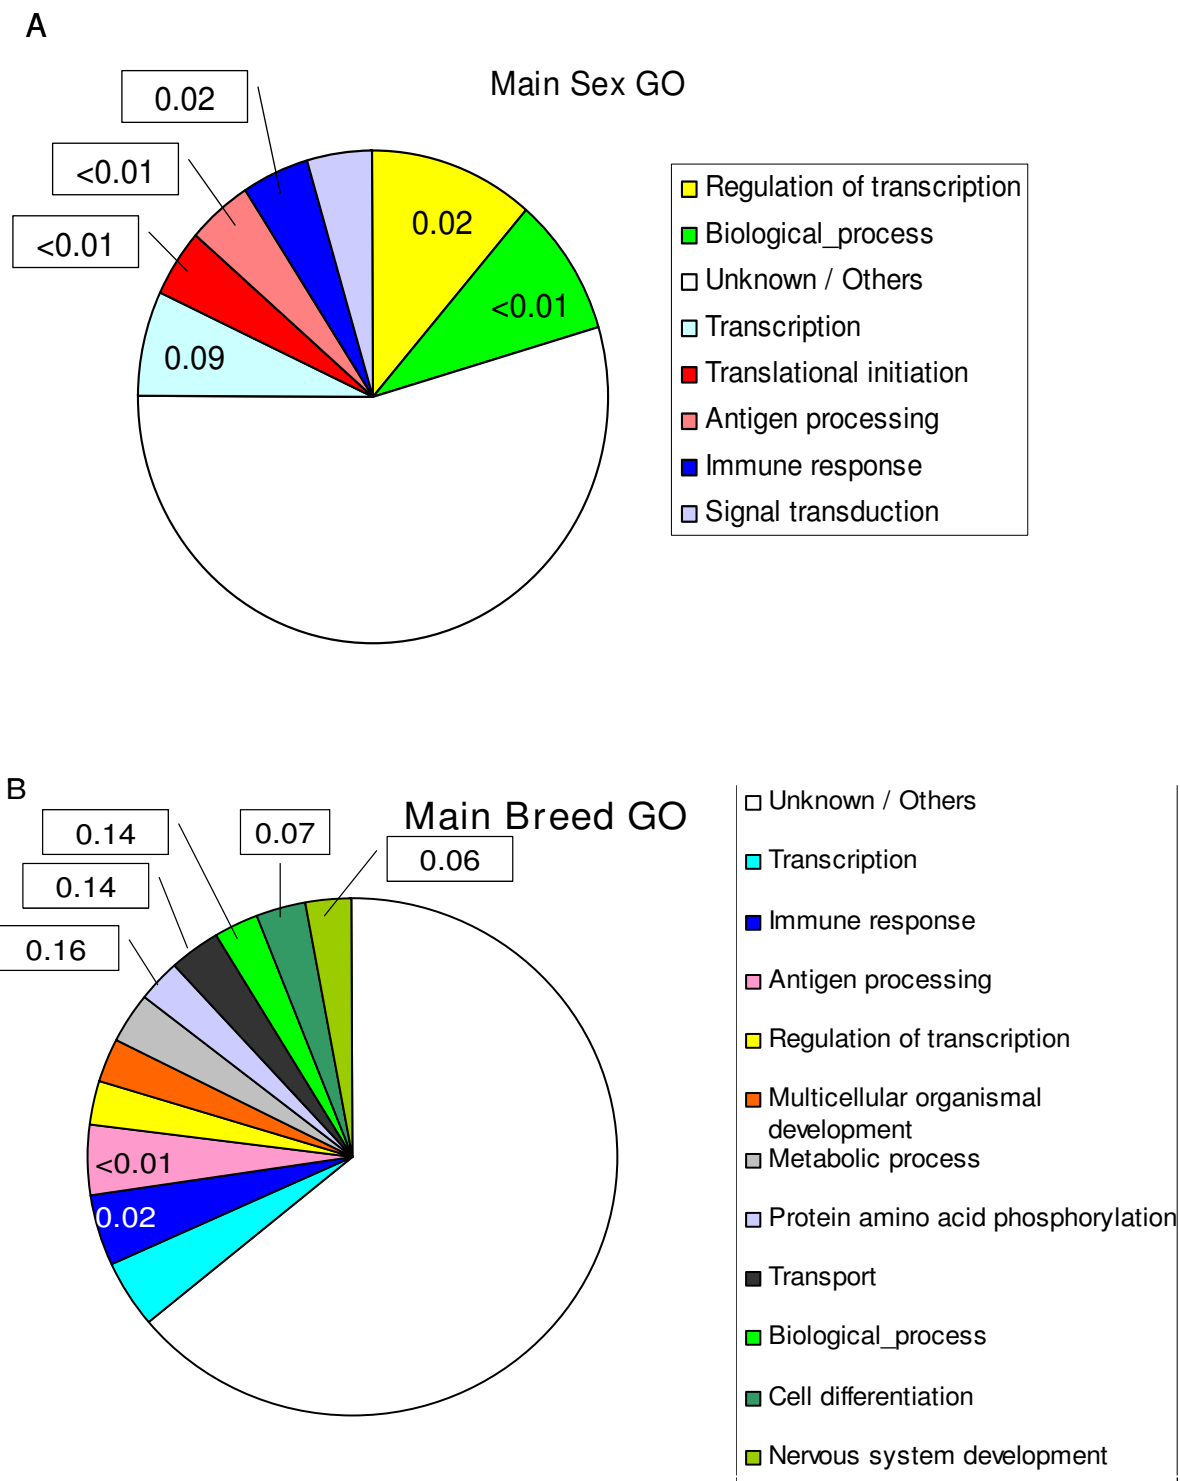 A
Main Sex GO
0.02
<0.01
<0.01
0.02
<0.01
0.09
Regulation of transcription
Biological_process
Unknown / Others
Transcription
Translational initiation
Antigen processing
Immune response
Signal transduction
B
Main Breed GO
0.14
0.07
0.06
0.14
0.16
<0.01
0.02
Unknown / Others
Transcription
Immune response
Antigen processing
Regulation of transcription
Multicellular organismal
development
Metabolic process
Protein amino acid phosphorylation
Transport
Biological_process
Cell differentiation
Nervous system development